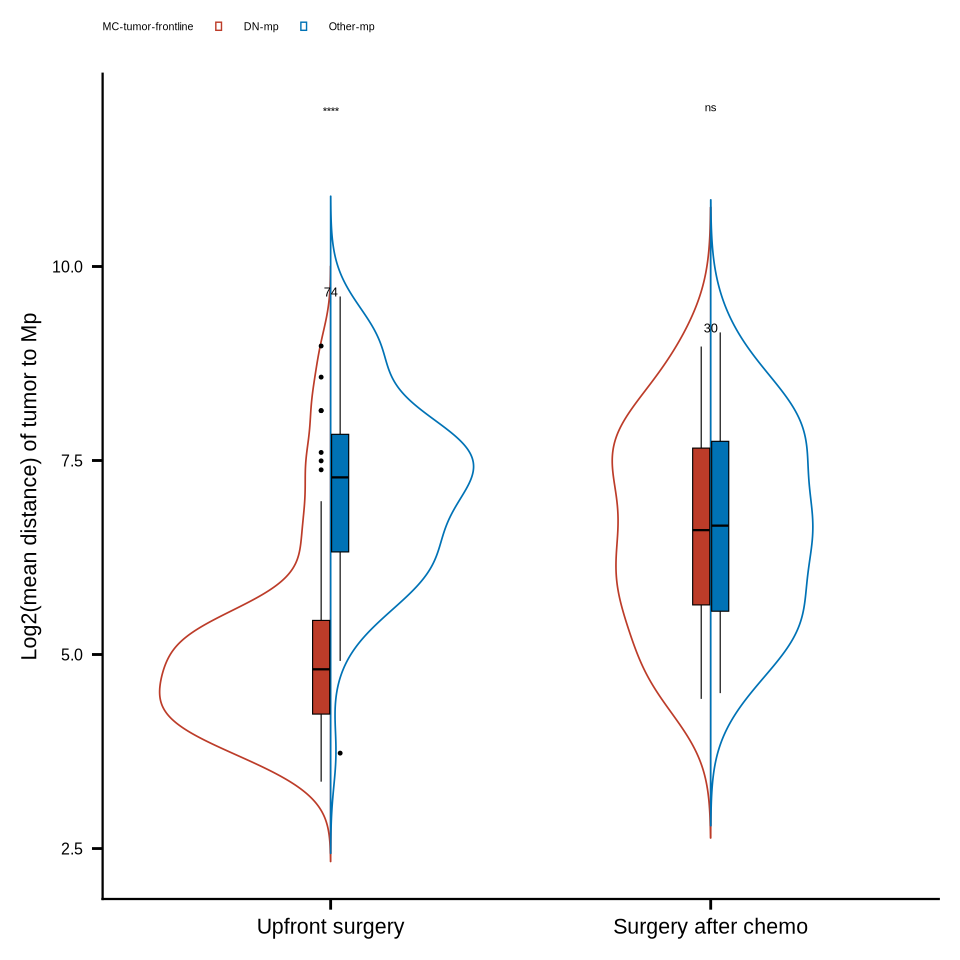 MC-tumor-frontline DN-mp Other-mp
**** ns
10.0
74
30
7.5
5.0
2.5
Log2(mean distance) of tumor to Mp
Upfront surgery Surgery after chemo